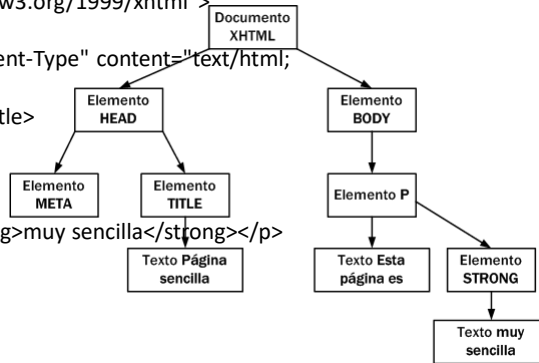 w3.org/1999/xhtml">
Documento
XHTML
ent-Type" content="text/html;
Elemento
HEAD
Elemento
BODY
tle>
Elemento
META
Elemento
TITLE
Elemento P
g>muy sencilla</strong></p>
Texto Página
sencilla
Texto Esta
página es
Elemento
STRONG
Texto muy
sencilla